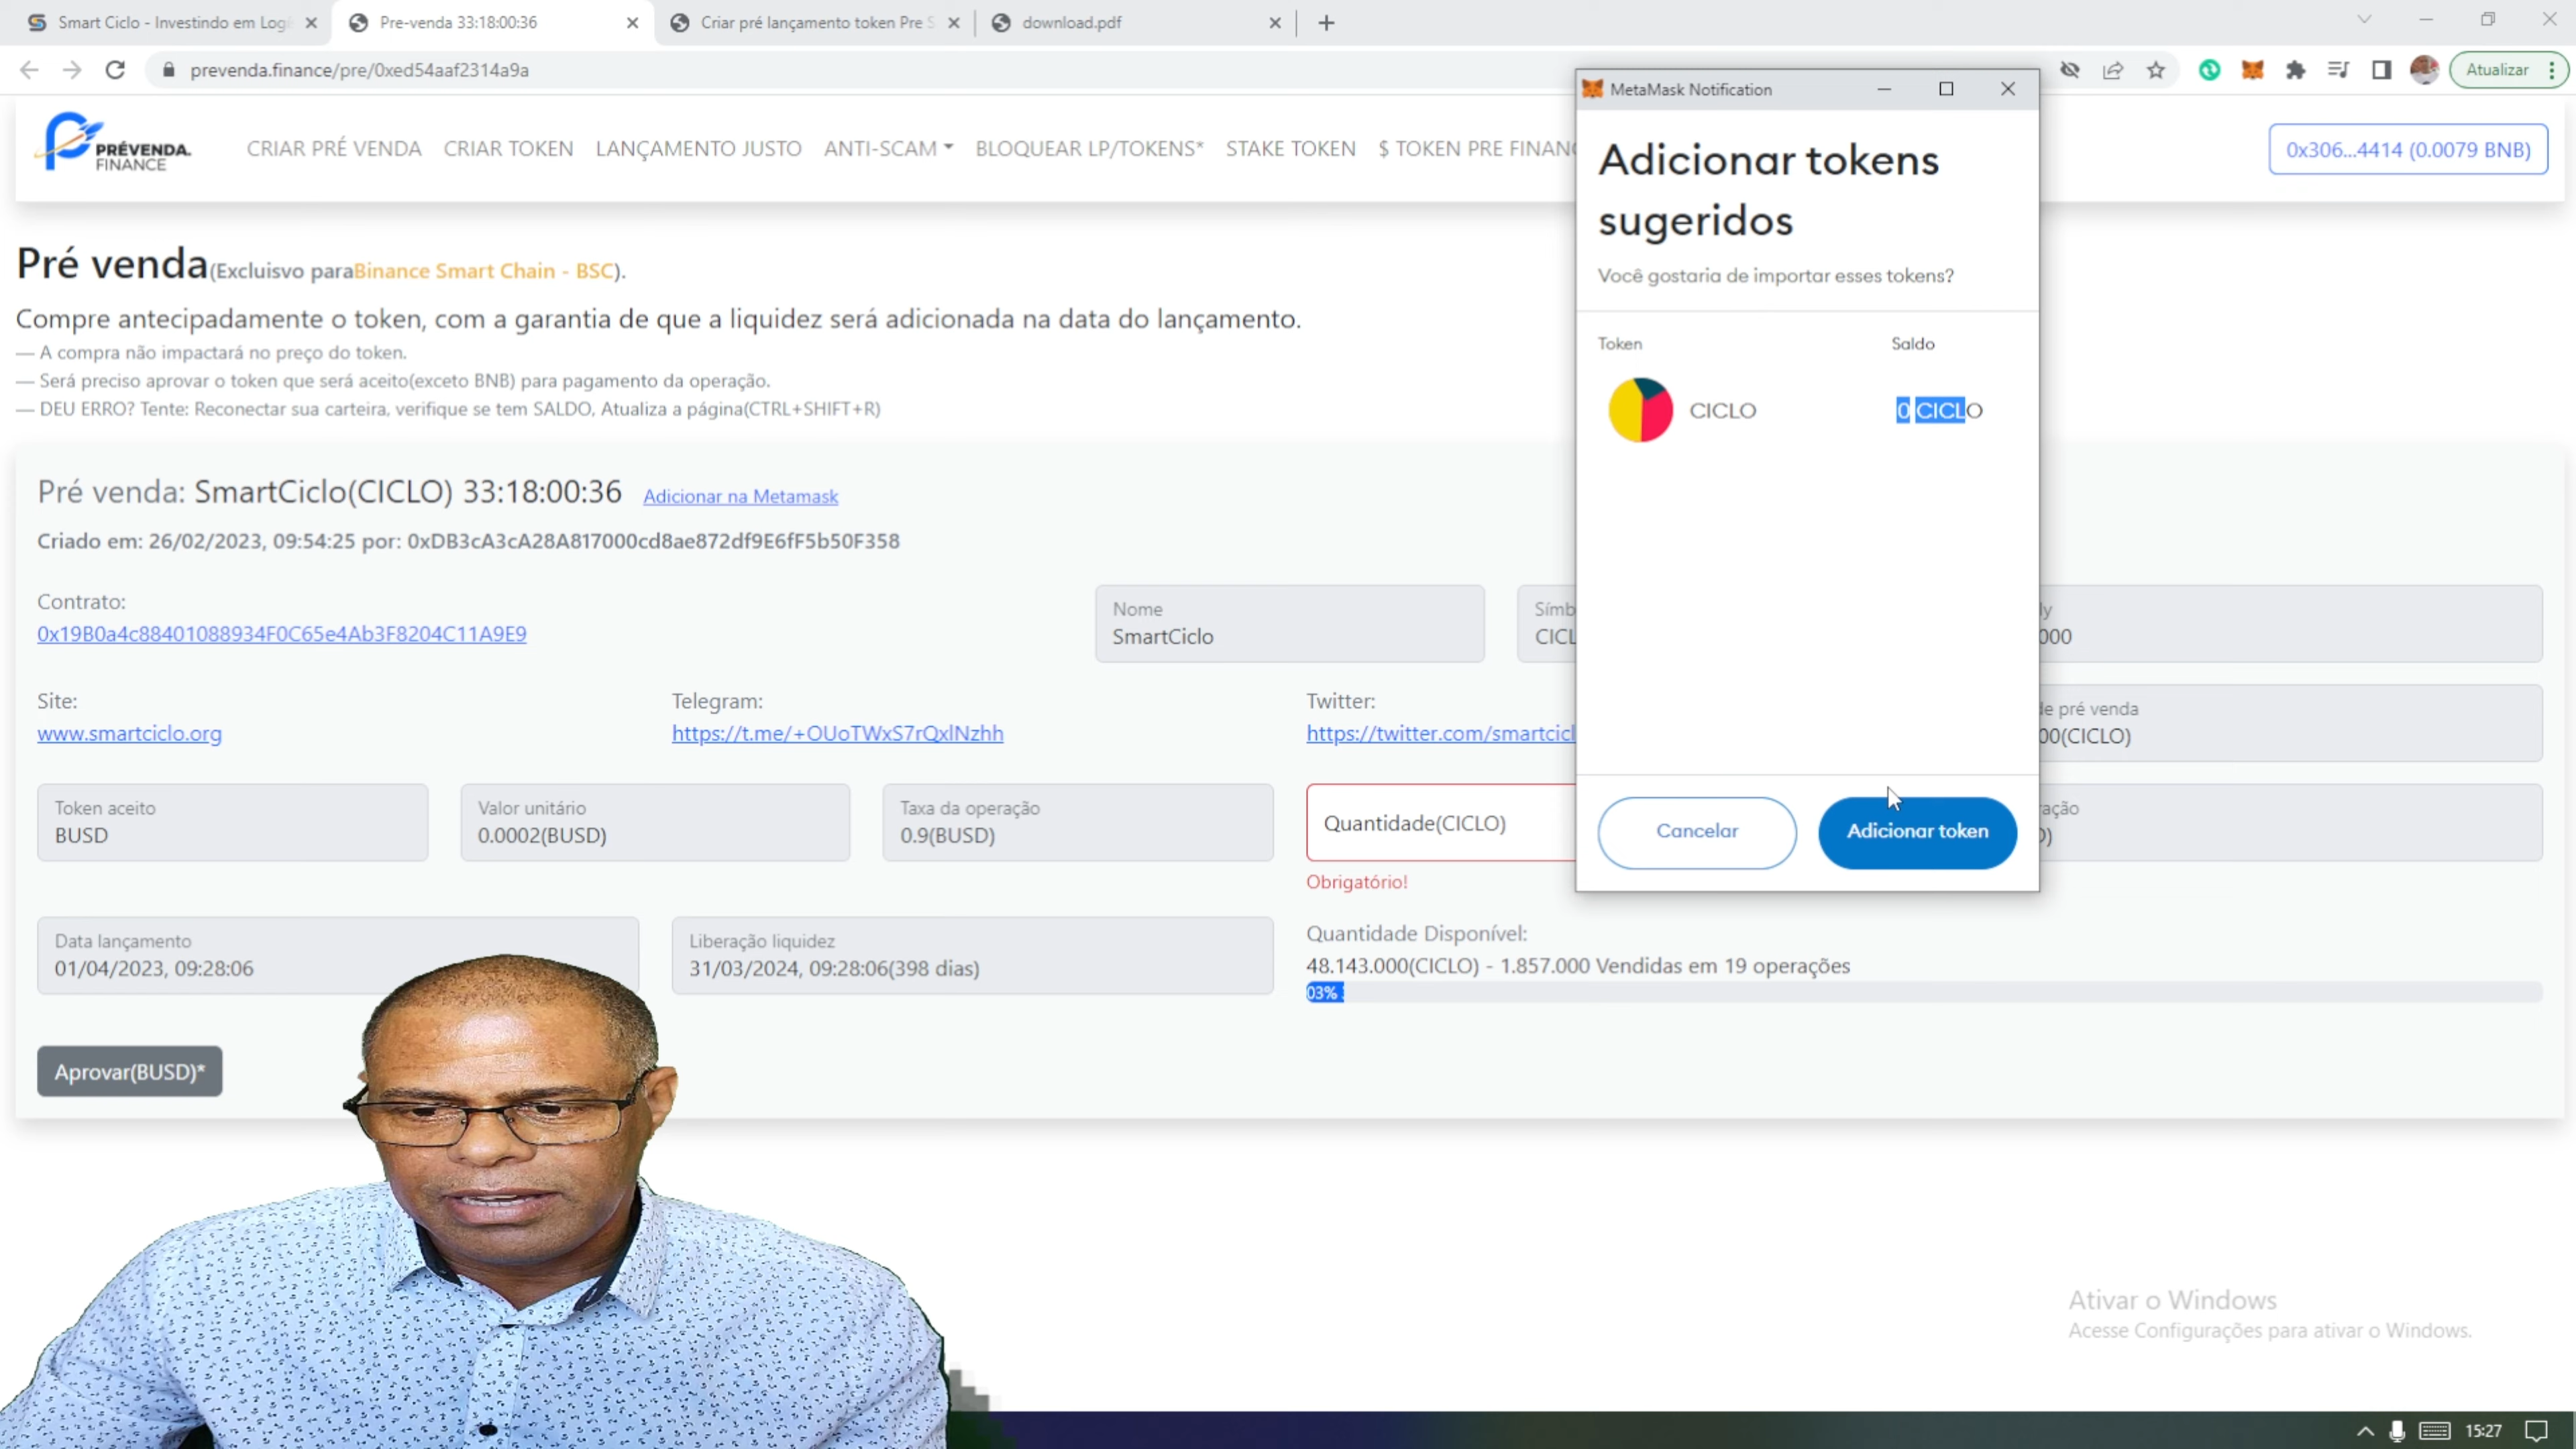 Smart Ciclo - Investindo em Logi
Pre-venda 33:18:00:36
Criar pré lançamento token Pre S
download.pdf
prevenda.finance/pre/0xed54aaf2314a9a
Atualizar
MetaMask Notification
PRÉVENDA.
FINANCE
CRIAR PRÉ VENDA
CRIAR TOKEN
LANÇAMENTO JUSTO
ANTI-SCAM
BLOQUEAR LP/TOKENS*
STAKE TOKEN
$ TOKEN PRE FINANC
0x306...4414 (0.0079 BNB)
Adicionar tokens
sugeridos
Você gostaria de importar esses tokens?
Token
Saldo
CICLO
0 CICLO
Cancelar
Adicionar token
Pré venda(Excluisvo paraBinance Smart Chain - BSC).
Compre antecipadamente o token, com a garantia de que a liquidez será adicionada na data do lançamento.
— A compra não impactará no preço do token.
— Será preciso aprovar o token que será aceito(exceto BNB) para pagamento da operação.
— DEU ERRO? Tente: Reconectar sua carteira, verifique se tem SALDO, Atualiza a página(CTRL+SHIFT+R)
Pré venda: SmartCiclo(CICLO) 33:18:00:36 Adicionar na Metamask
Criado em: 26/02/2023, 09:54:25 por: 0xDB3cA3cA28A817000cd8ae872df9E6fF5b50F358
Contrato:
0x19B0a4c88401088934F0C65e4Ab3F8204C11A9E9
Nome
SmartCiclo
Símb
CICL
ly
000
Site:
www.smartciclo.org
Telegram:
https://t.me/+OUoTWxS7rQxlNzhh
Twitter:
https://twitter.com/smartcicl
de pré venda
00(CICLO)
Token aceito
BUSD
Valor unitário
0.0002(BUSD)
Taxa da operação
0.9(BUSD)
Quantidade(CICLO)
Obrigatório!
ração
Data lançamento
01/04/2023, 09:28:06
Liberação liquidez
31/03/2024, 09:28:06(398 dias)
Quantidade Disponível:
48.143.000(CICLO) - 1.857.000 Vendidas em 19 operações
03%
Aprovar(BUSD)*
Ativar o Windows
Acesse Configurações para ativar o Windows.
15:27